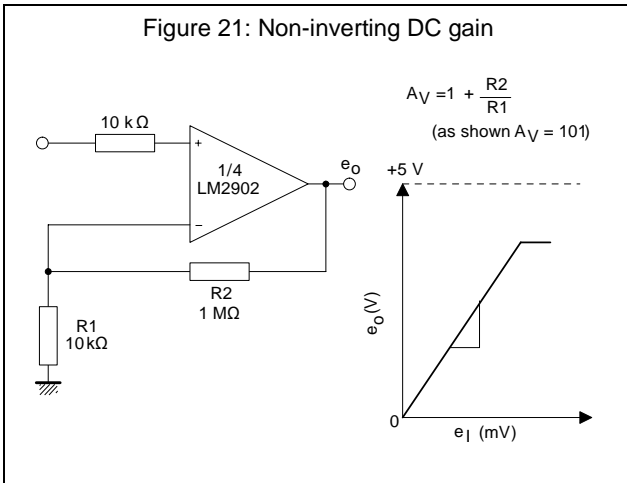 Figure 21: Non-inverting DC gain
A_V =1 + R2/R1
(as shown A_V = 101)
10 kΩ
+
1/4
LM2902
e_o
−
R2
1 MΩ
R1
10kΩ
+5 V
e_o (V)
0
e_I (mV)